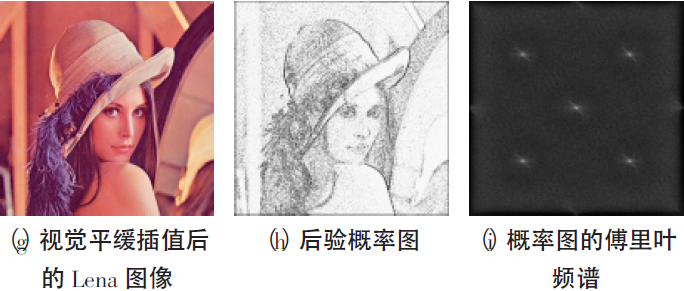 (g) 视觉平缓插值后
的 Lena 图像
(h) 后验概率图
(i) 概率图的傅里叶
频谱